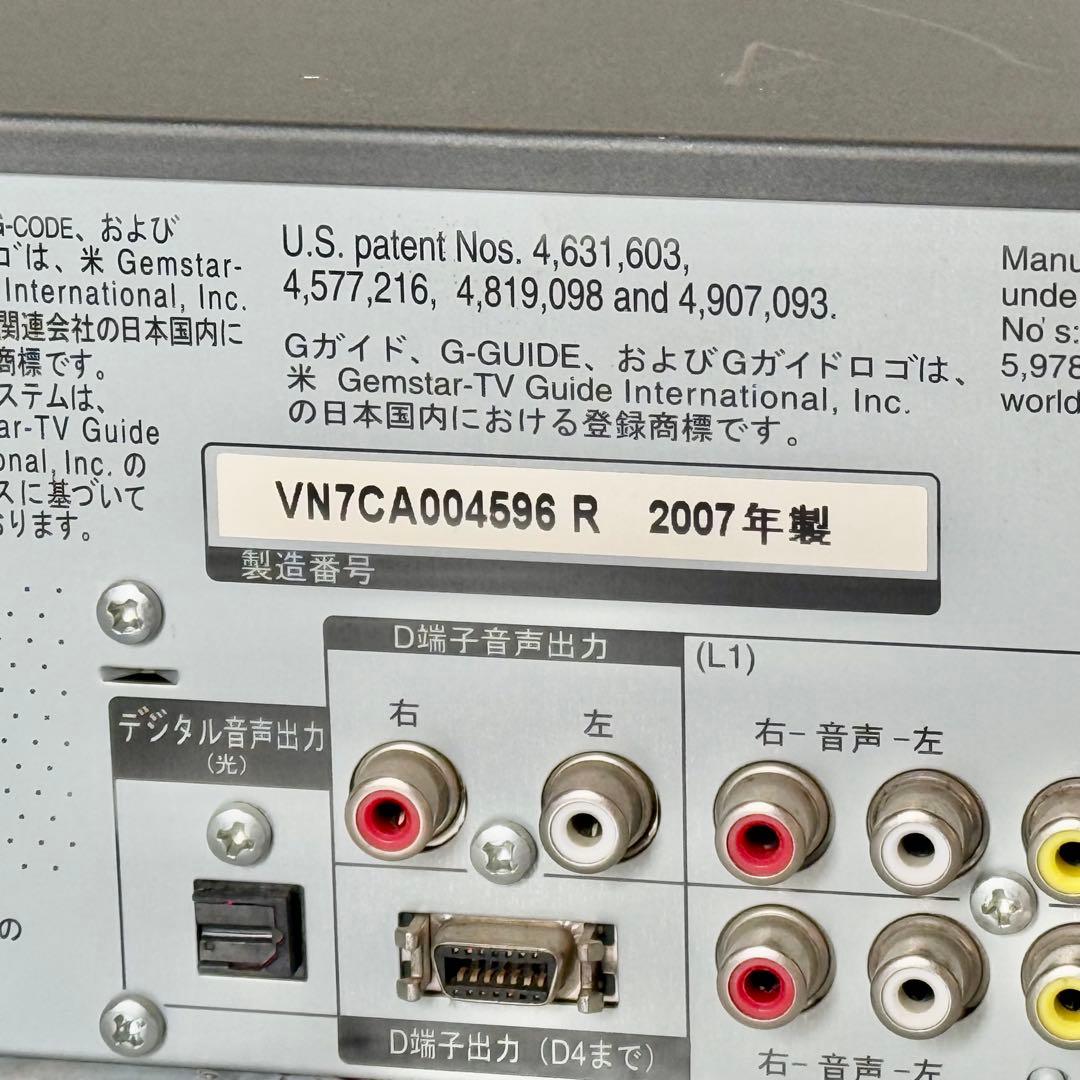 G-CODE、および
ロゴは、米 Gemstar-
International, Inc.
関連会社の日本国内に
商標です。
ステムは、
ar-TV Guide
onal, Inc. の
スに基づいて
おります。
U.S. patent Nos. 4,631,603,
4,577,216, 4,819,098 and 4,907,093.
Gガイド、G-GUIDE、およびGガイドロゴは、
米 Gemstar-TV Guide International, Inc.
の日本国内における登録商標です。
Manu
unde
No's:
5,978
world
VN7CA004596 R 2007年製
製造番号
デジタル音声出力
(光)
D端子音声出力
右 左
(L1)
右-音声-左
の
D端子出力(D4まで)
右-音声-左